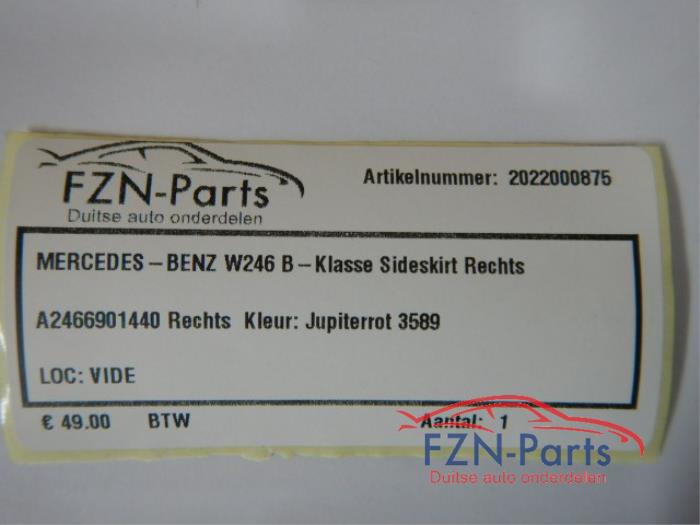 FZN-Parts
Duitse auto onderdelen
Artikelnummer: 2022000875
MERCEDES-BENZ W246 B-Klasse Sideskirt Rechts
A2466901440 Rechts Kleur: Jupiterrot 3589
LOC: VIDE
€ 49.00 BTW Aantal: 1
FZN-Parts
Duitse auto onderdelen